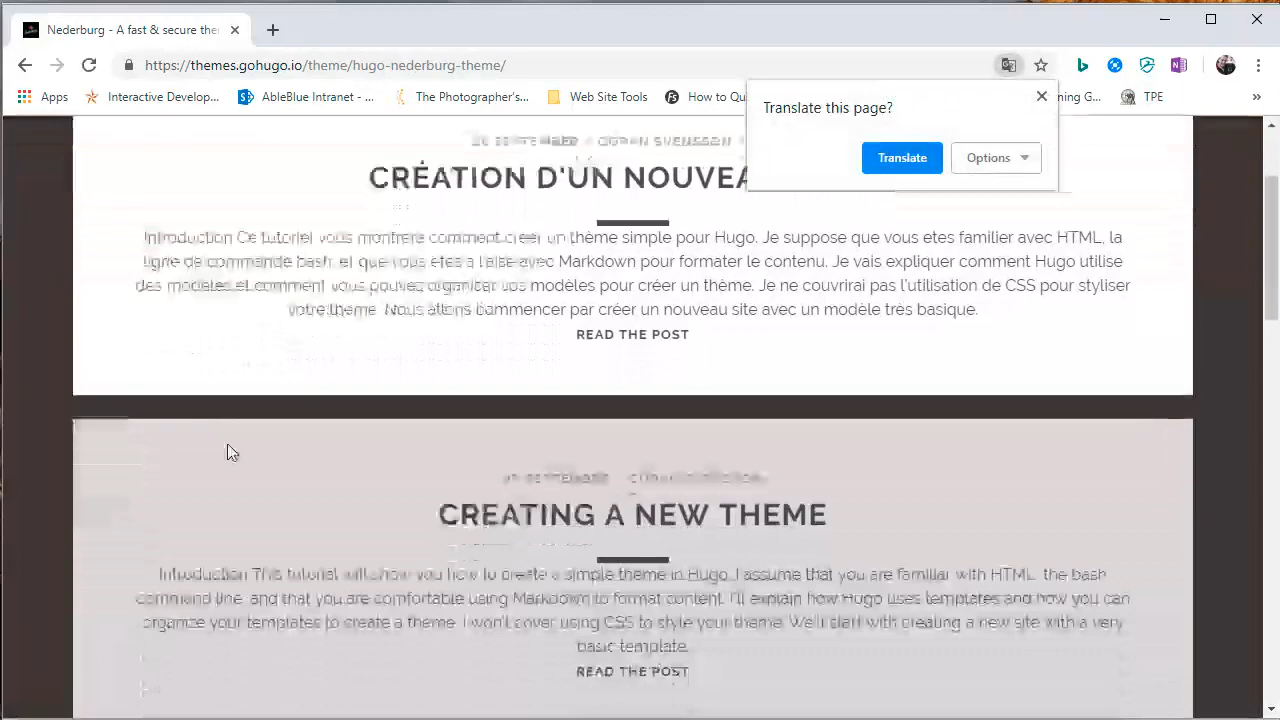 Nederburg - A fast & secure the
https://themes.gohugo.io/theme/hugo-nederburg-theme/
Apps Interactive Develop... AbleBlue Intranet - ... The Photographer's... Web Site Tools How to Qu ning G... TPE »
Translate this page?
Translate Options
CRÉATION D'UN NOUVEA
Introduction Ce tutoriel vous montrera comment créer un thème simple pour Hugo. Je suppose que vous etes familier avec HTML, la
ligne de commande bash, et que vous etes à l'aise avec Markdown pour formater le contenu. Je vais expliquer comment Hugo utilise
des modèles et comment vous pouvez organiser vos modèles pour créer un thème. Je ne couvrirai pas l'utilisation de CSS pour styliser
votre thème. Nous allons commencer par créer un nouveau site avec un modèle très basique.
READ THE POST
CREATING A NEW THEME
Introduction This tutorial will show you how to create a simple theme in Hugo. I assume that you are familiar with HTML, the bash
command line, and that you are comfortable using Markdown to format content. I'll explain how Hugo uses templates and how you can
organize your templates to create a theme. I won't cover using CSS to style your theme. We'll start with creating a new site with a very
basic template.
READ THE POST